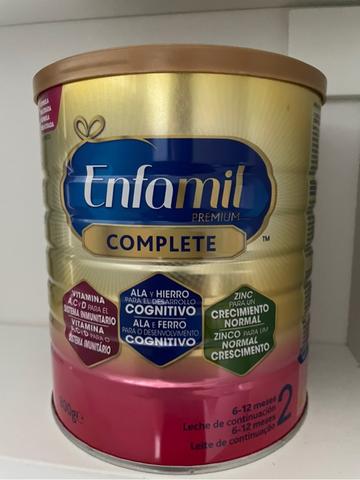 Enfamil
PREMIUM
COMPLETE
TM
VITAMINA
A,C,D PARA EL
SISTEMA INMUNITARIO
VITAMINA
A,C,D PARA O
SISTEMA IMUNITÁRIO
ALA Y HIERRO
PARA EL DESARROLLO
COGNITIVO
ALA E FERRO
PARA O DESENVOLVIMENTO
COGNITIVO
ZINC
PARA UN
CRECIMIENTO
NORMAL
ZINCO PARA UM
NORMAL
CRESCIMENTO
800g e
6-12 meses
Leche de continuación
6-12 meses
Leite de continuação
2